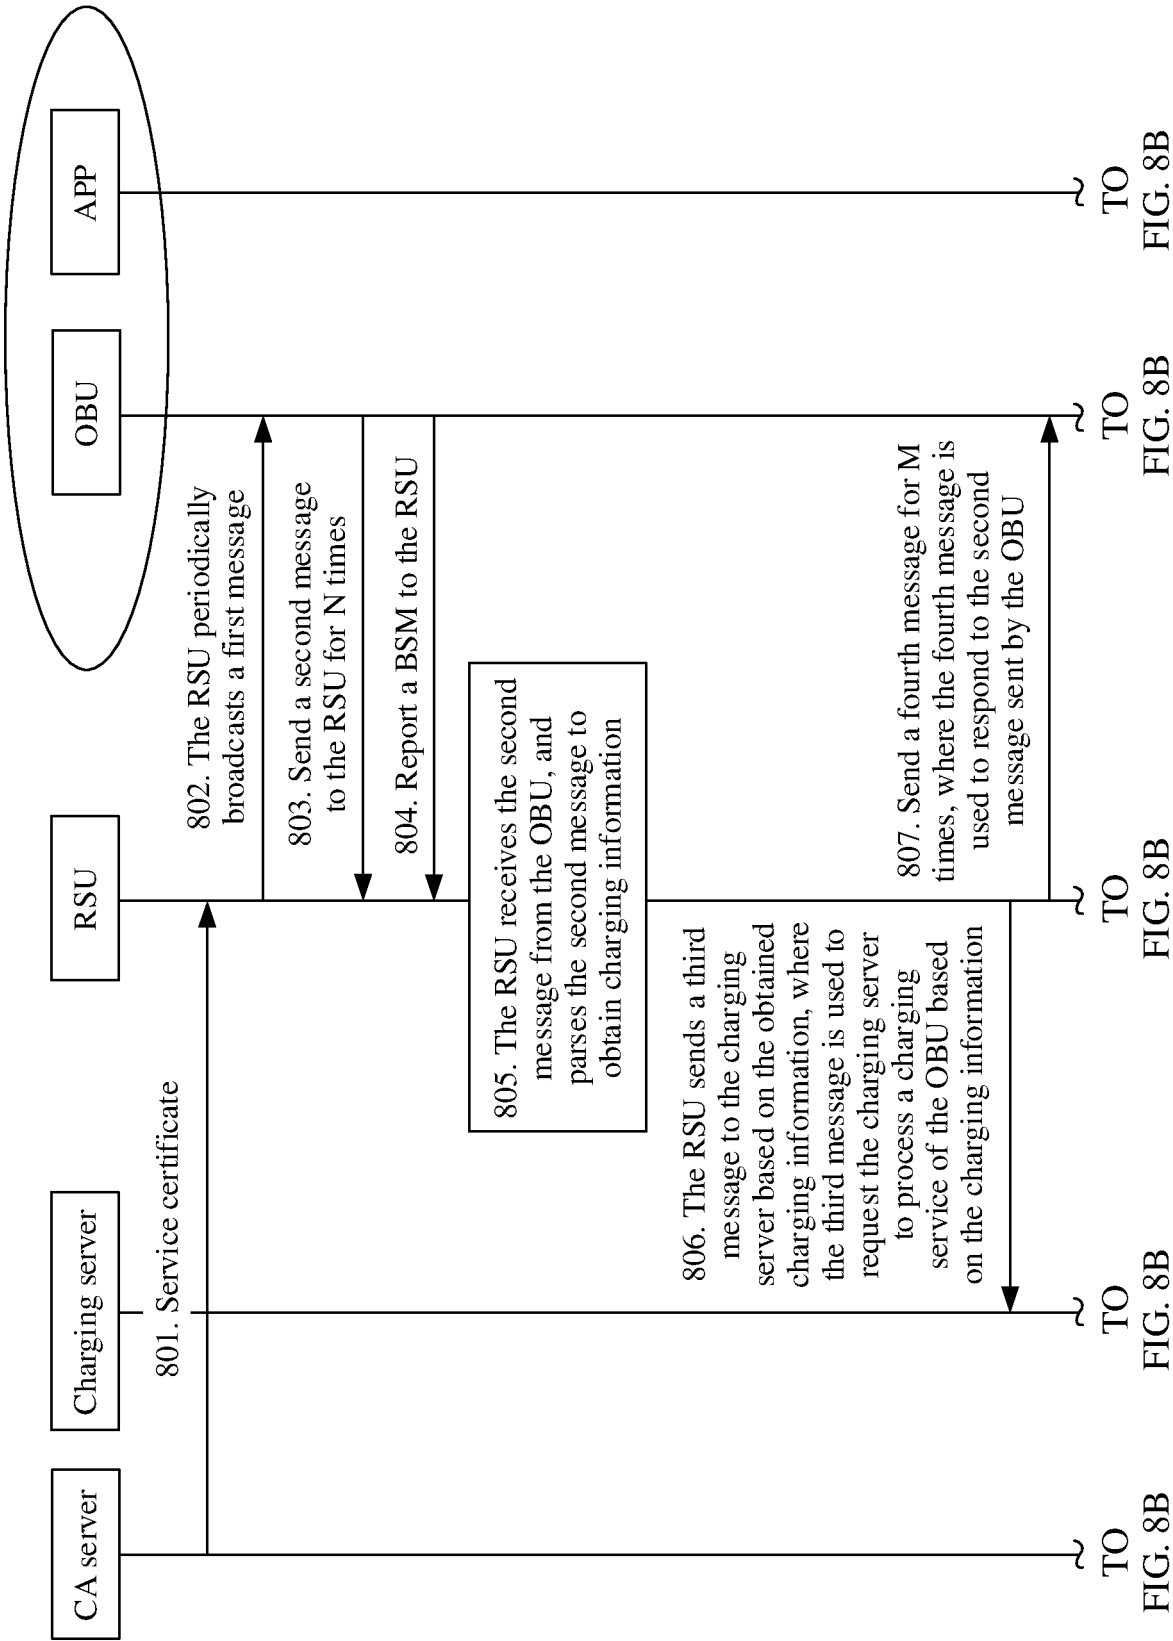 CA server
Charging server
RSU
OBU
APP
801. Service certificate
802. The RSU periodically
broadcasts a first message
803. Send a second message
to the RSU for N times
804. Report a BSM to the RSU
805. The RSU receives the second
message from the OBU, and
parses the second message to
obtain charging information
806. The RSU sends a third
message to the charging
server based on the obtained
charging information, where
the third message is used to
request the charging server
to process a charging
service of the OBU based
on the charging information
807. Send a fourth message for M
times, where the fourth message is
used to respond to the second
message sent by the OBU
TO
FIG. 8B
TO
FIG. 8B
TO
FIG. 8B
TO
FIG. 8B
TO
FIG. 8B